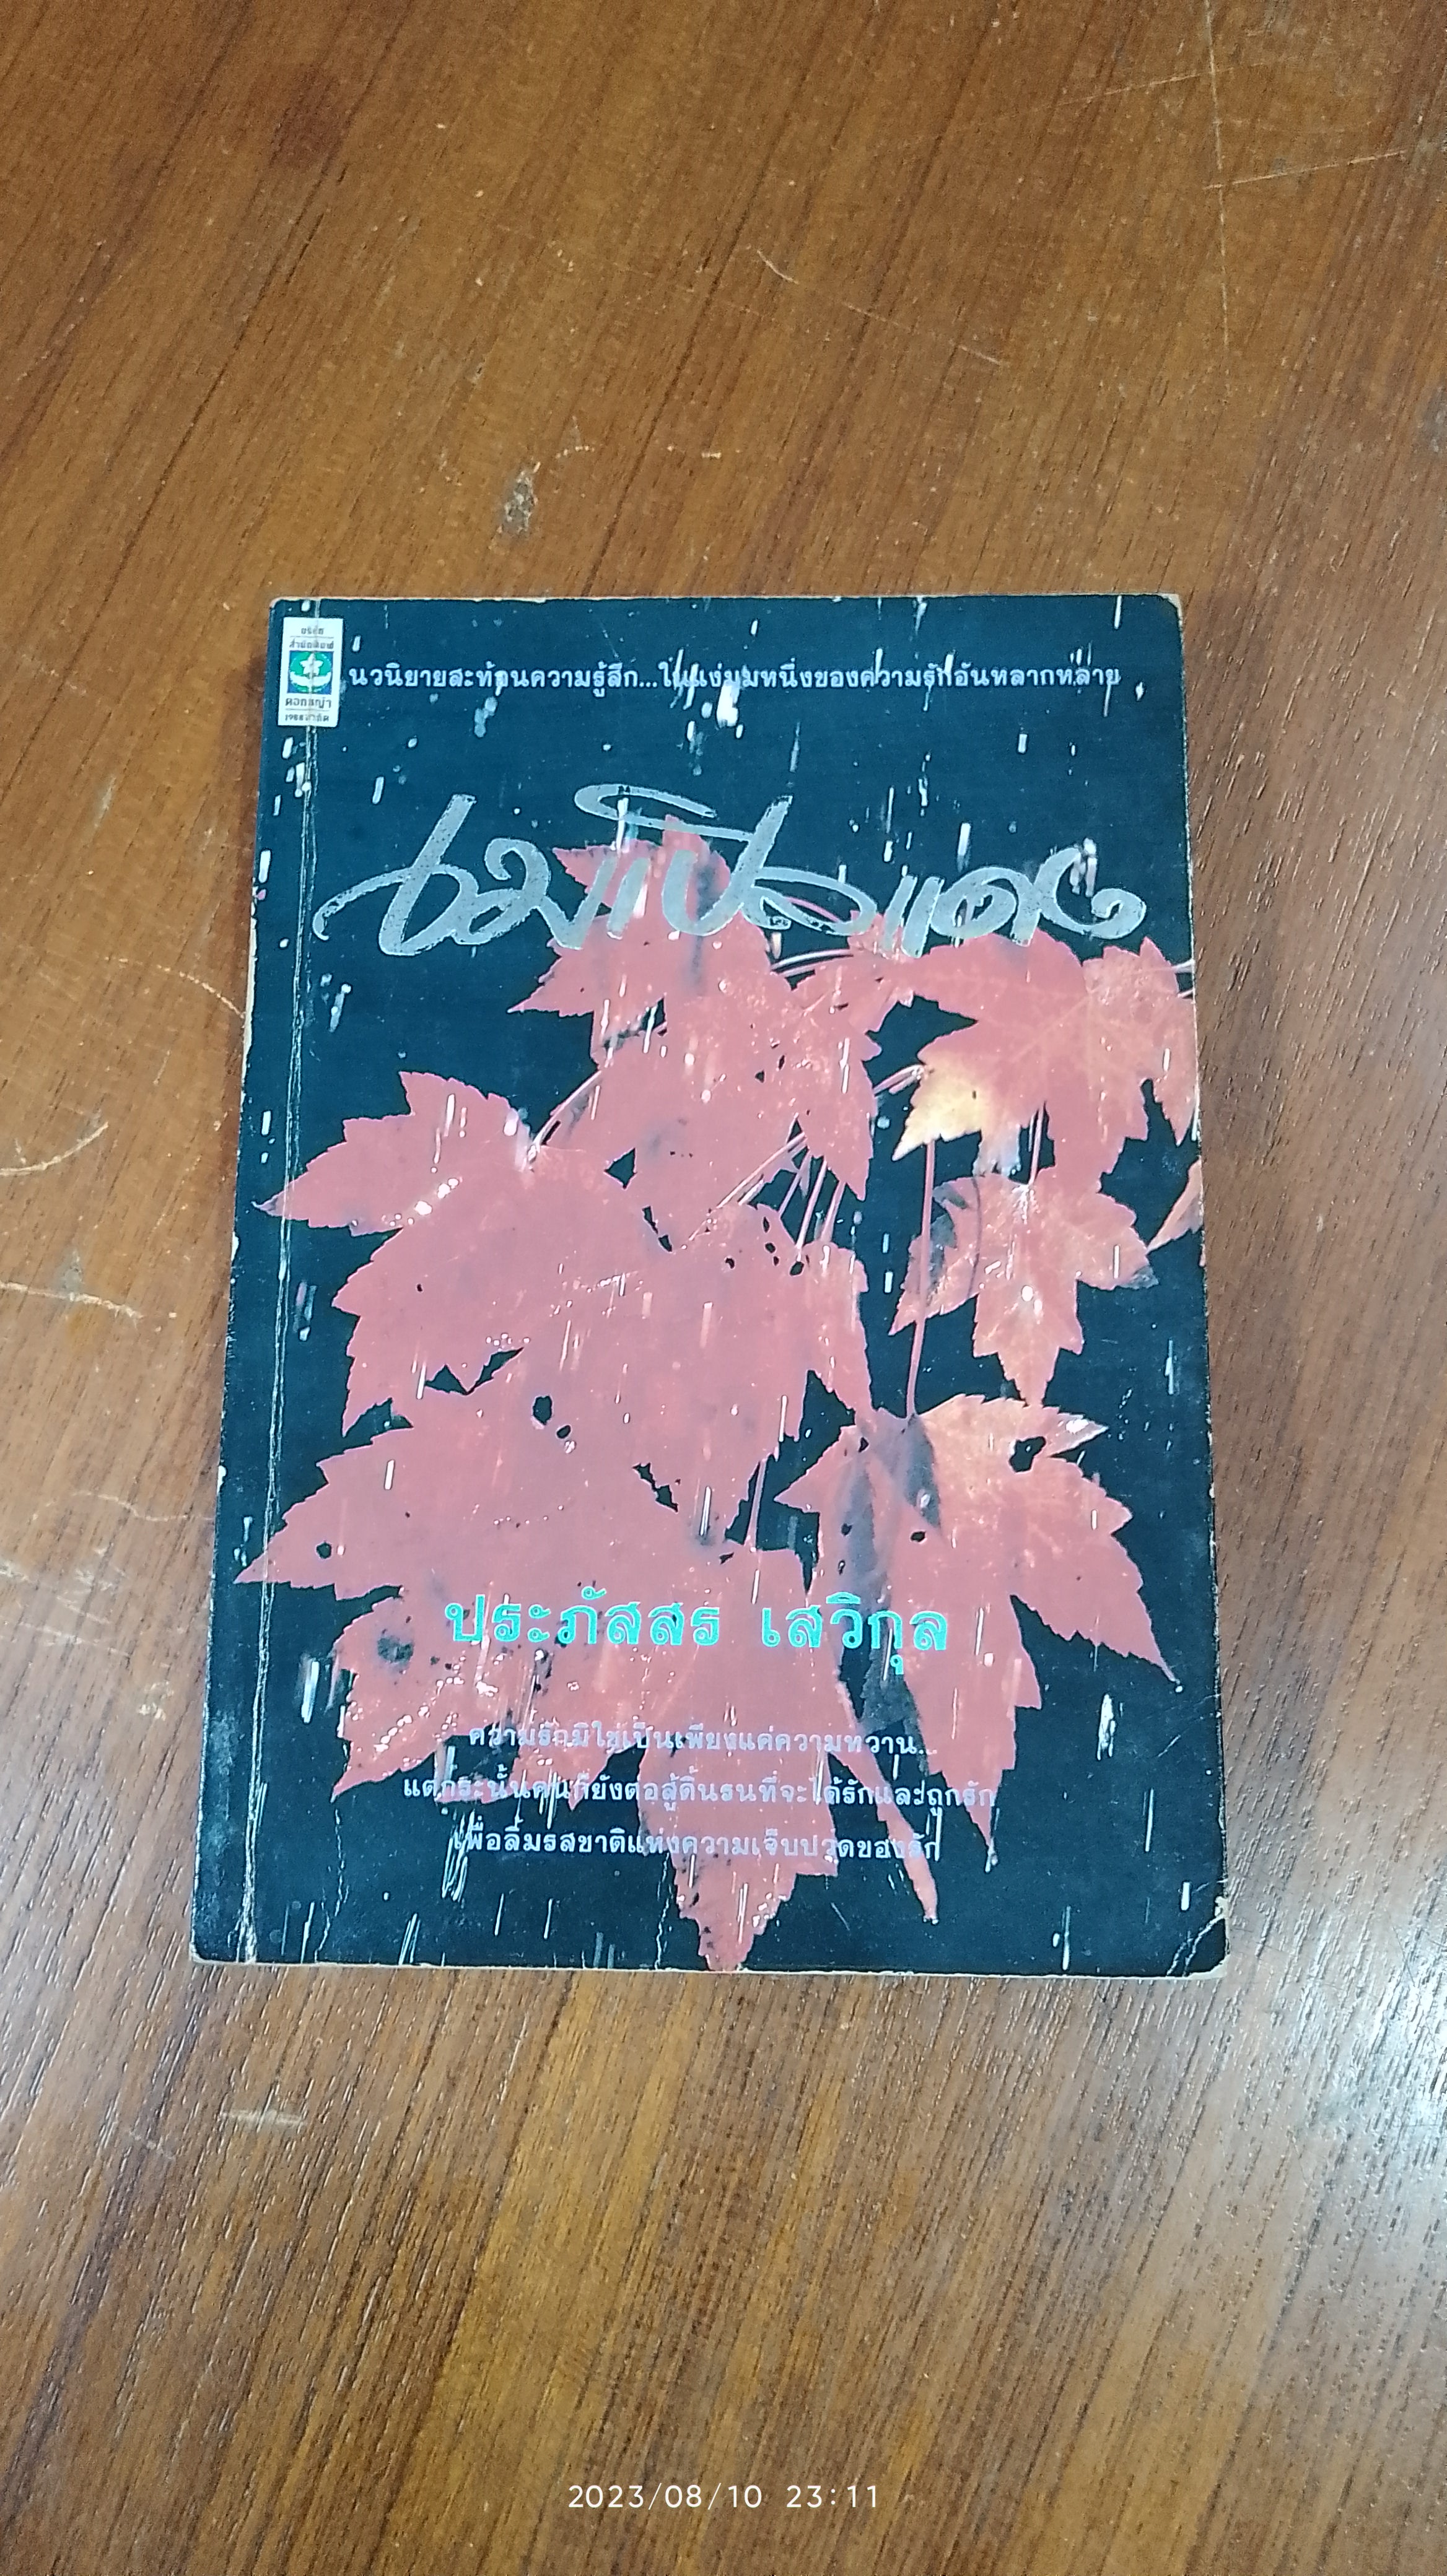 บริษัท
สำนักพิมพ์
ดอกหญ้า
1988 จำกัด
นวนิยายสะท้อนความรู้สึก...ในแง่มุมหนึ่งของความรักอันหลากหลาย
เมเปิลแดง
ประภัสสร เสวิกุล
ความรักมิใช่เป็นเพียงแค่ความหวาน...
แต่กระนั้นคนก็ยังต่อสู้ดิ้นรนที่จะได้รักและถูกรัก
เพื่อลิ้มรสชาติแห่งความเจ็บปวดของรัก
2023/08/10 23:11